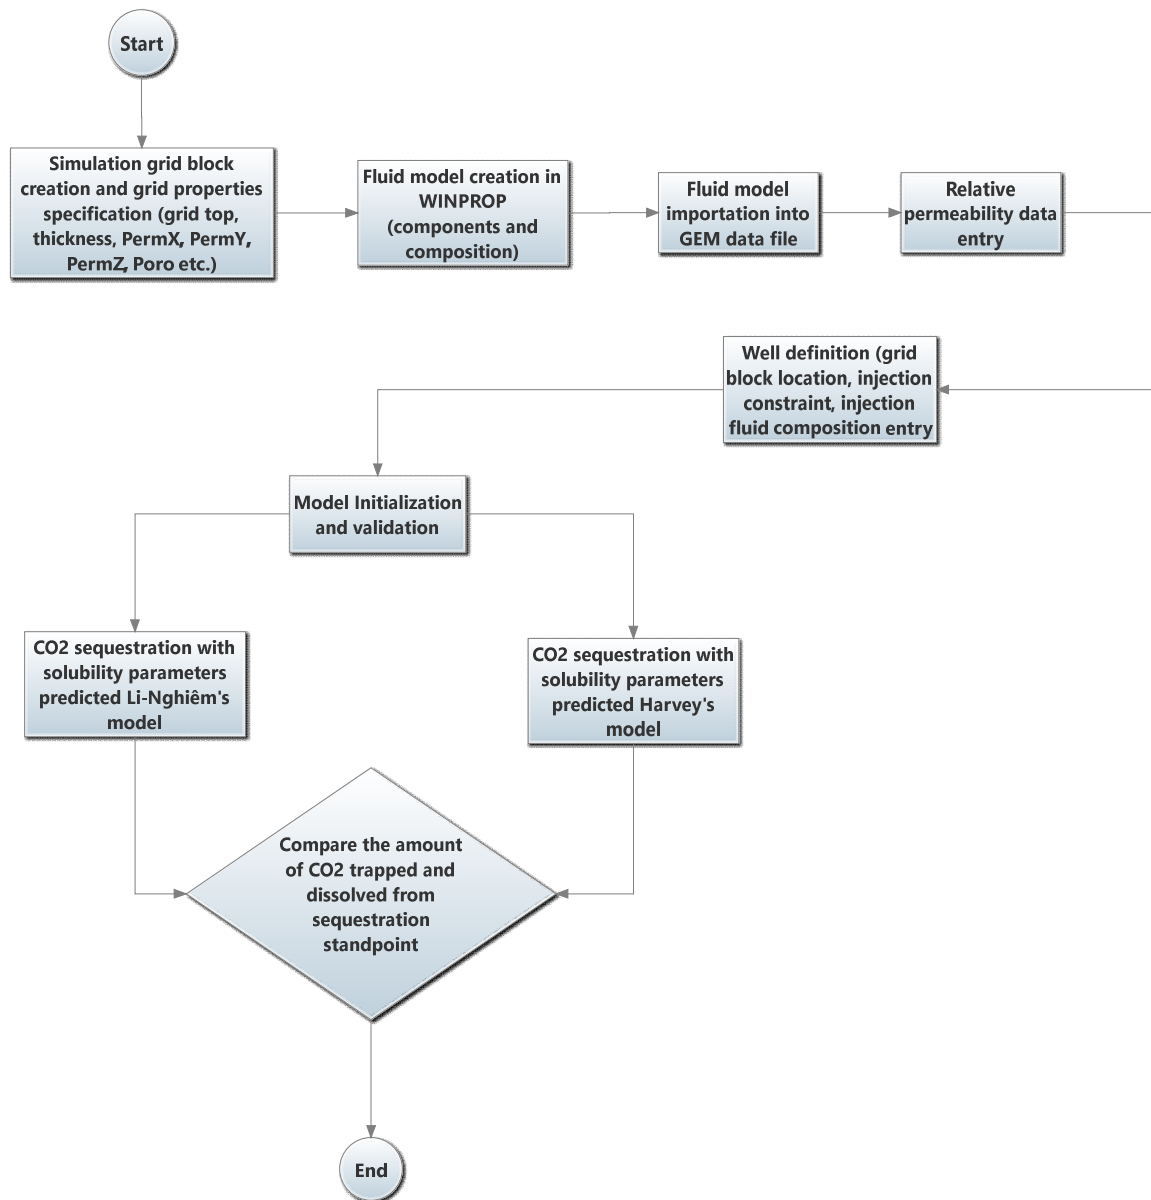 Start
Simulation grid block
creation and grid properties
specification (grid top,
thickness, PermX, PermY,
PermZ, Poro etc.)
Fluid model creation in
WINPROP
(components and
composition)
Fluid model
importation into
GEM data file
Relative
permeability data
entry
Well definition (grid
block location, injection
constraint, injection
fluid composition entry
Model Initialization
and validation
CO2 sequestration with
solubility parameters
predicted Li-Nghiêm's
model
CO2 sequestration with
solubility parameters
predicted Harvey's
model
Compare the amount
of CO2 trapped and
dissolved from
sequestration
standpoint
End